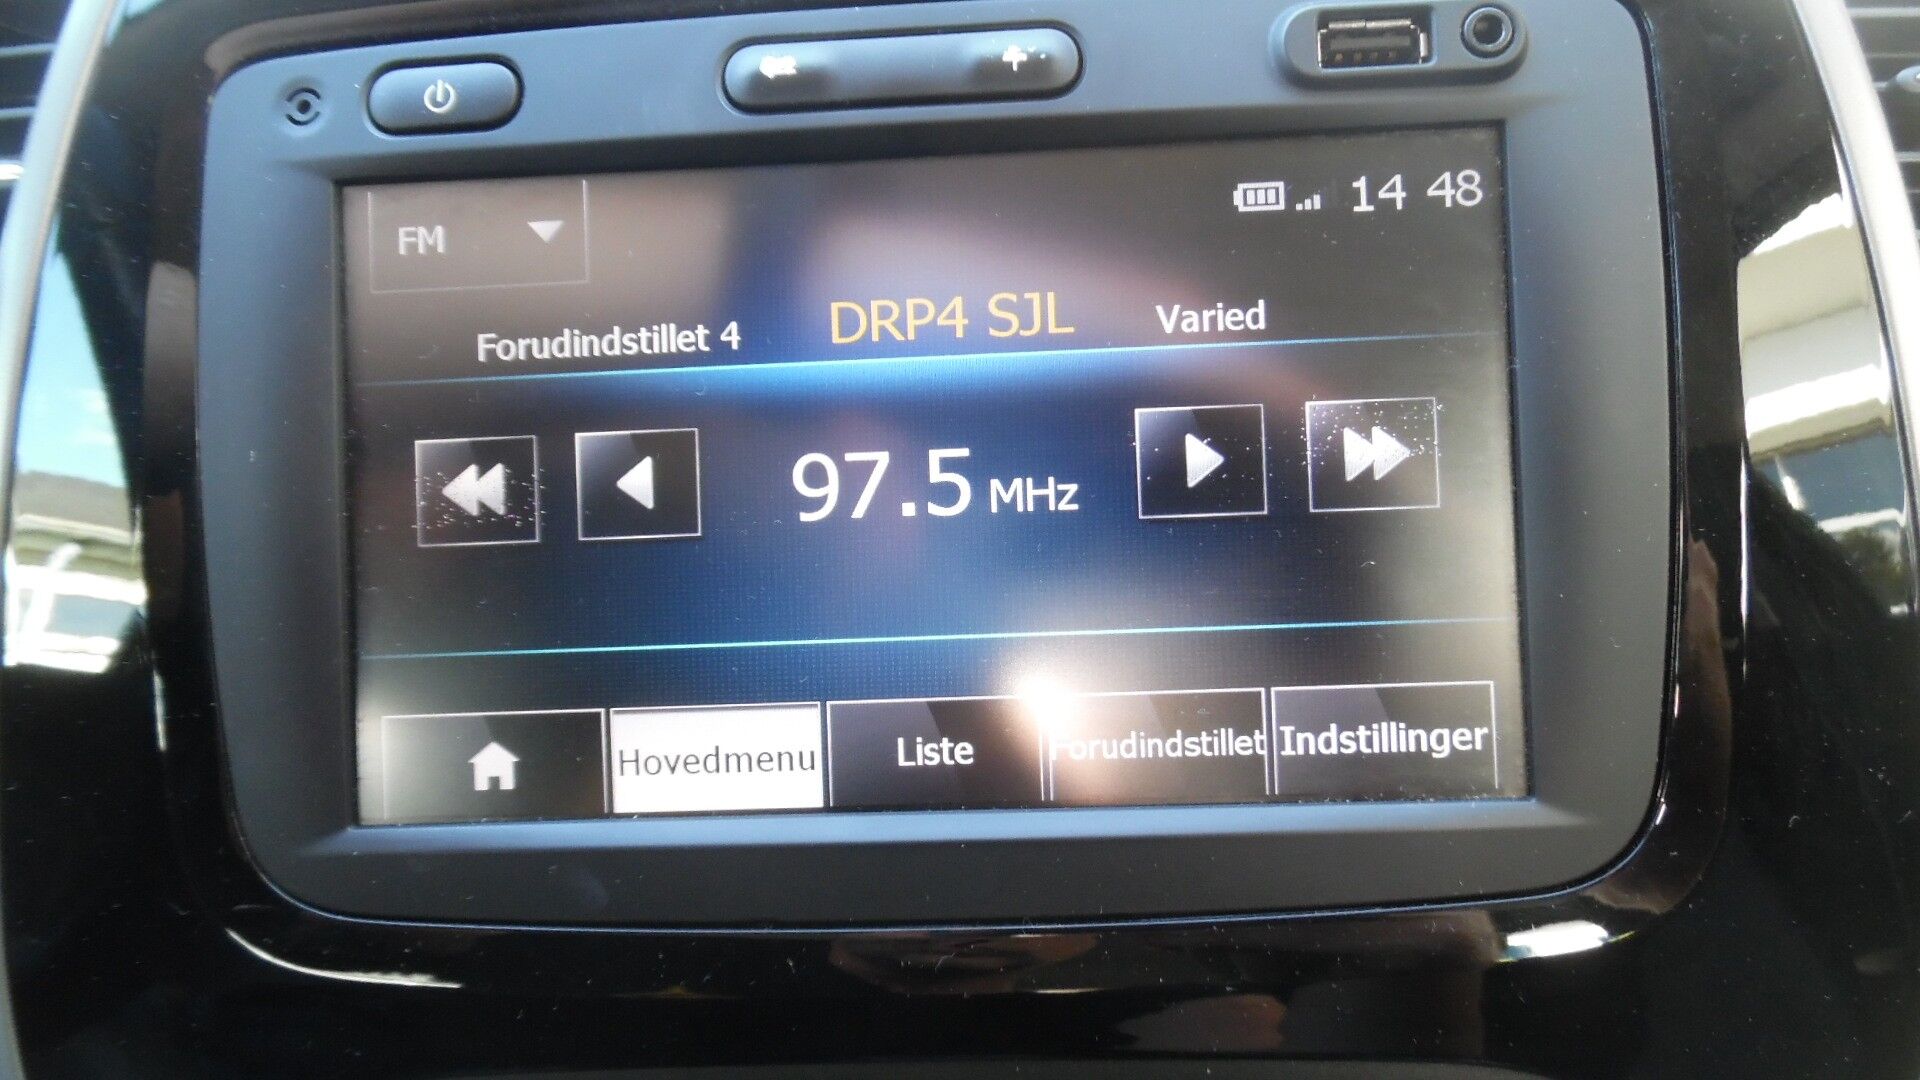 14 48
FM
Forudindstillet 4 DRP4 SJL Varied
97.5 MHz
Hovedmenu Liste Forudindstillet Indstillinger